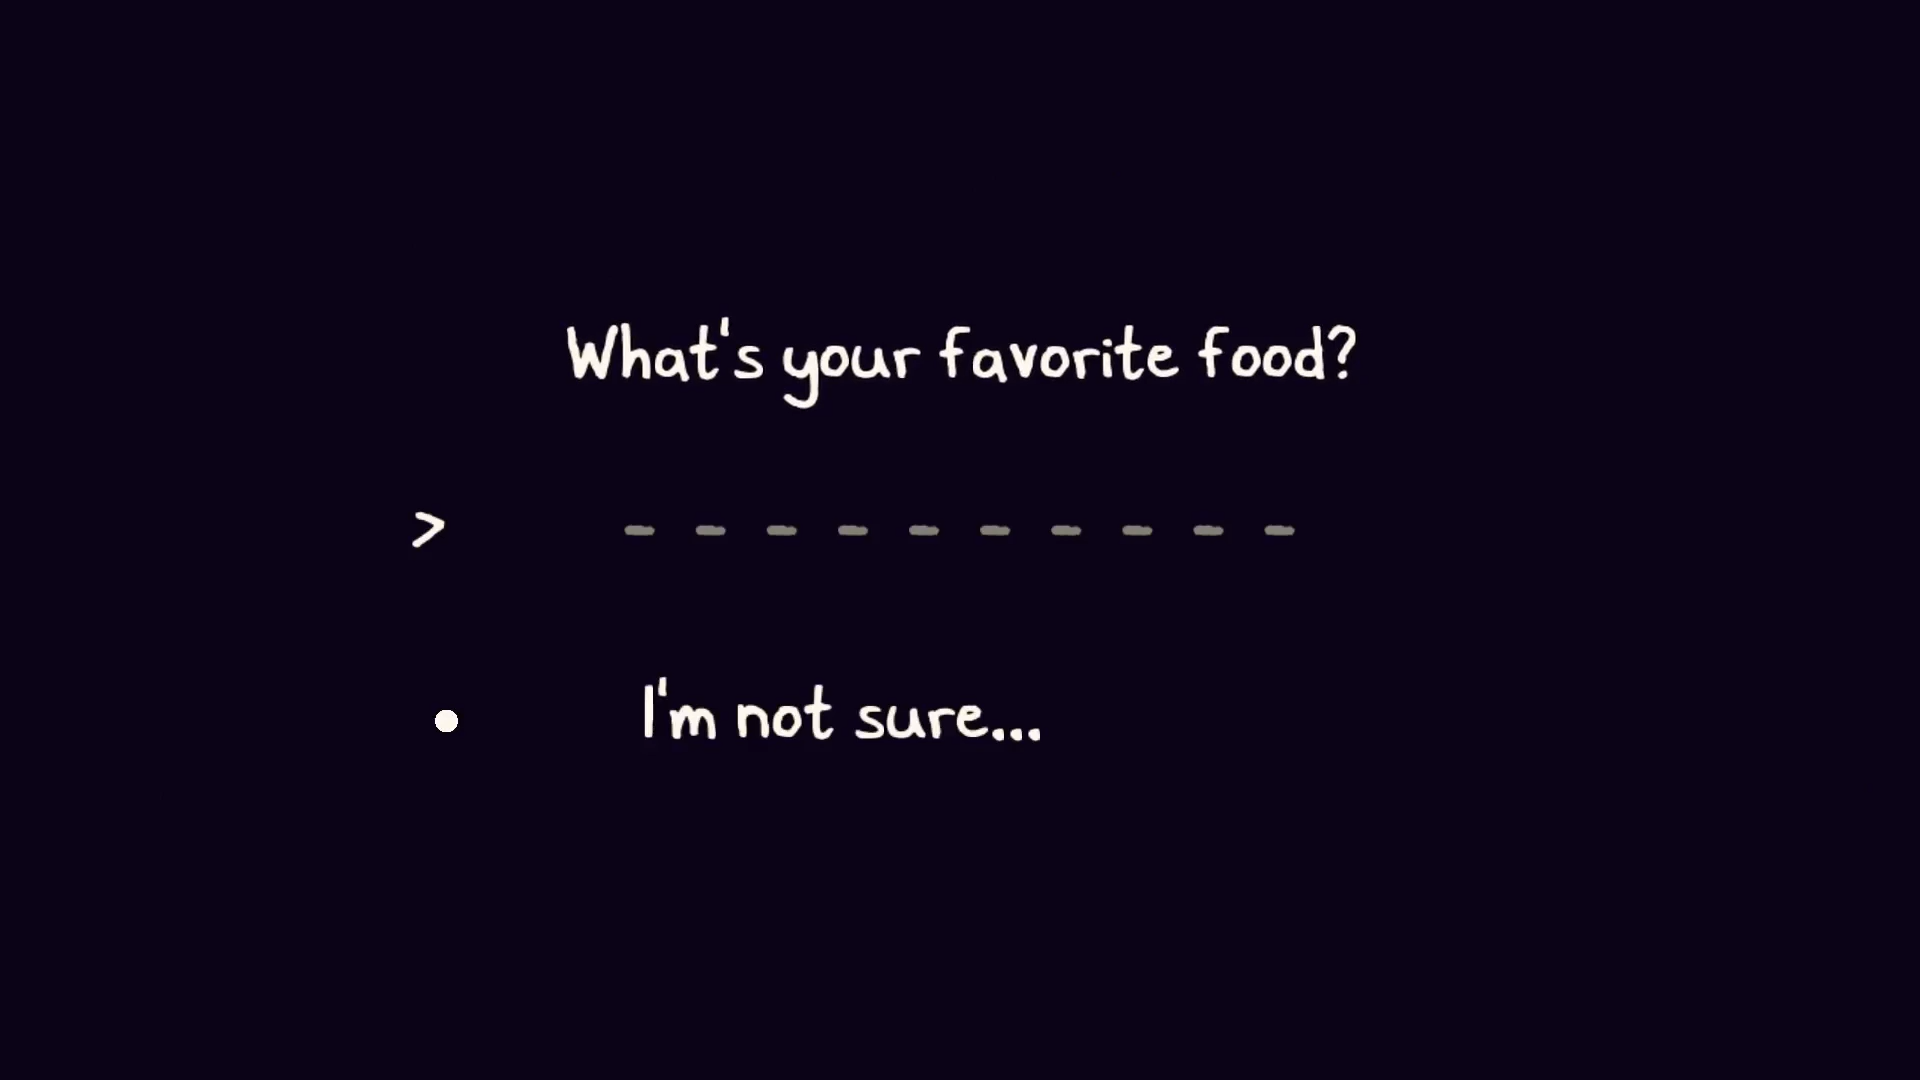 What's your favorite food?
> _ _ _ _ _ _ _ _ _ _
• I'm not sure...